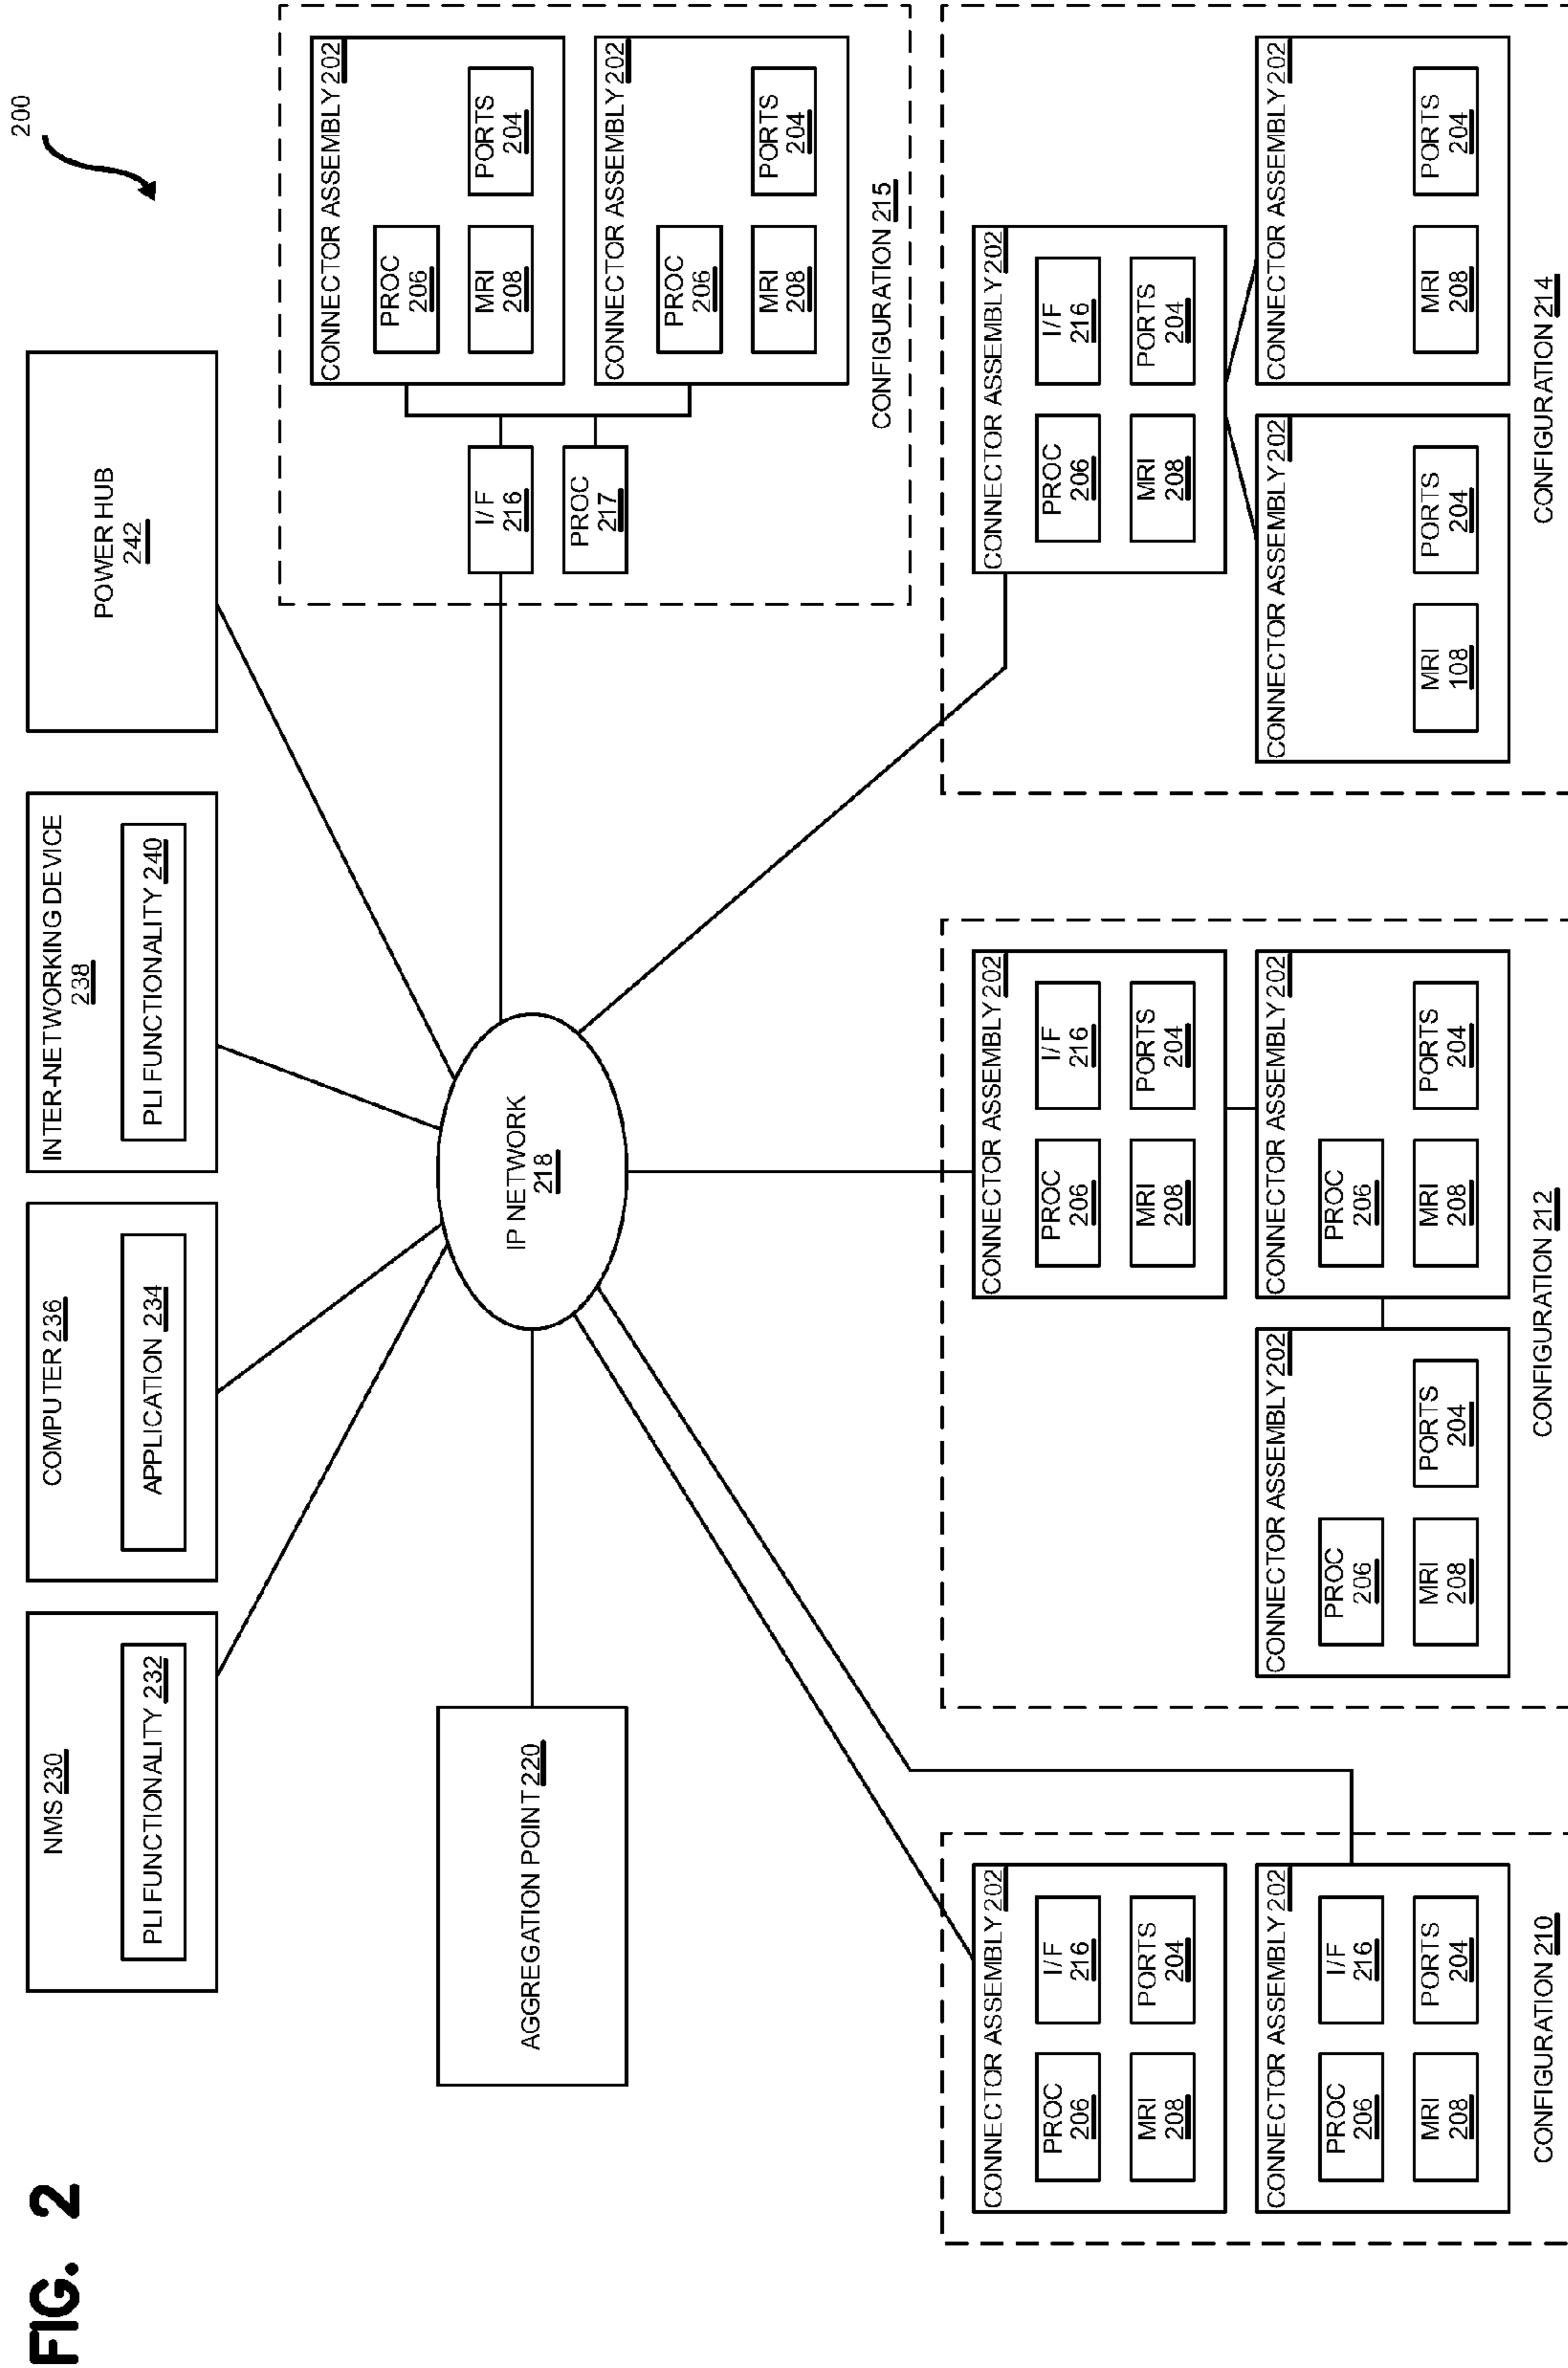 FIG. 2
200
NMS 230
PLI FUNCTIONALITY 232
COMPUTER 236
APPLICATION 234
INTER-NETWORKING DEVICE
238
PLI FUNCTIONALITY 240
POWER HUB
242
AGGREGATION POINT 220
IP NETWORK
218
I/F
216
PROC
217
CONNECTOR ASSEMBLY 202
PROC
206
MRI
208
PORTS
204
CONNECTOR ASSEMBLY 202
PROC
206
MRI
208
PORTS
204
CONFIGURATION 215
CONNECTOR ASSEMBLY 202
PROC
206
I/F
216
MRI
208
PORTS
204
CONNECTOR ASSEMBLY 202
PROC
206
I/F
216
MRI
208
PORTS
204
CONFIGURATION 210
CONNECTOR ASSEMBLY 202
PROC
206
I/F
216
MRI
208
PORTS
204
CONNECTOR ASSEMBLY 202
PROC
206
MRI
208
PORTS
204
CONNECTOR ASSEMBLY 202
PROC
206
MRI
208
PORTS
204
CONFIGURATION 212
CONNECTOR ASSEMBLY 202
PROC
206
I/F
216
MRI
208
PORTS
204
CONNECTOR ASSEMBLY 202
MRI
108
PORTS
204
CONNECTOR ASSEMBLY 202
MRI
208
PORTS
204
CONFIGURATION 214